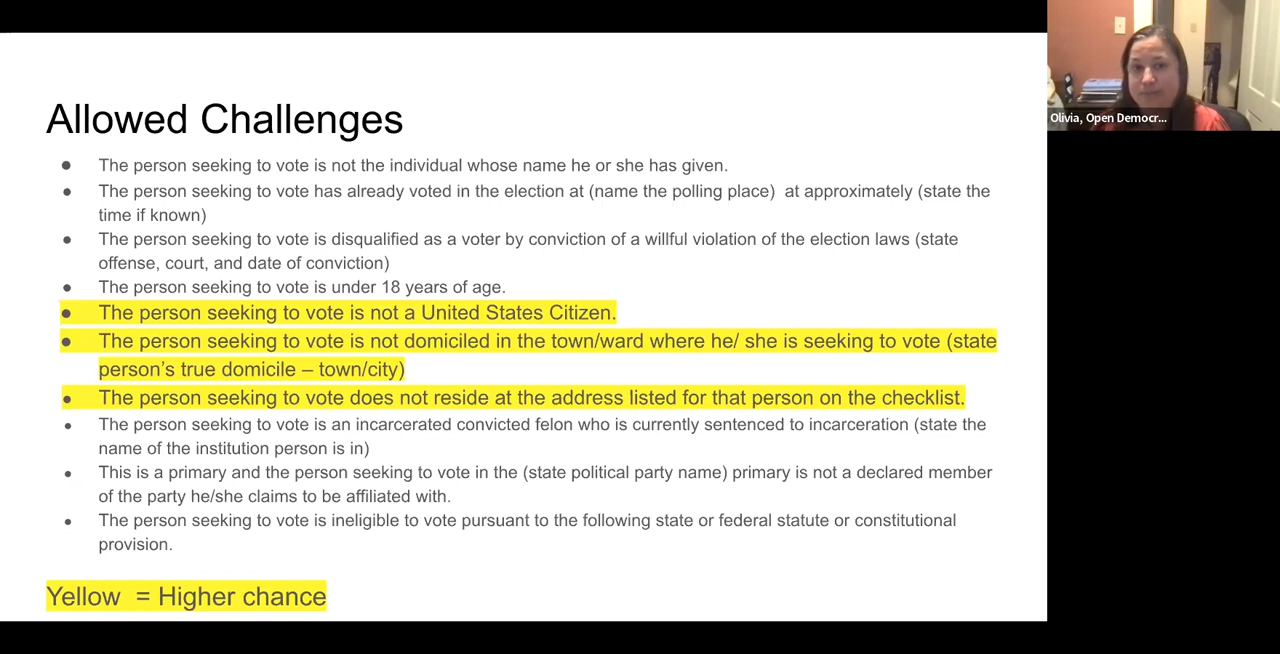 Allowed Challenges
● The person seeking to vote is not the individual whose name he or she has given.
● The person seeking to vote has already voted in the election at (name the polling place)  at approximately (state the
time if known)
● The person seeking to vote is disqualified as a voter by conviction of a willful violation of the election laws (state
offense, court, and date of conviction)
● The person seeking to vote is under 18 years of age.
● The person seeking to vote is not a United States Citizen.
● The person seeking to vote is not domiciled in the town/ward where he/ she is seeking to vote (state
person’s true domicile – town/city)
● The person seeking to vote does not reside at the address listed for that person on the checklist.
● The person seeking to vote is an incarcerated convicted felon who is currently sentenced to incarceration (state the
name of the institution person is in)
● This is a primary and the person seeking to vote in the (state political party name) primary is not a declared member
of the party he/she claims to be affiliated with.
● The person seeking to vote is ineligible to vote pursuant to the following state or federal statute or constitutional
provision.
Yellow  = Higher chance
Olivia, Open Democr...